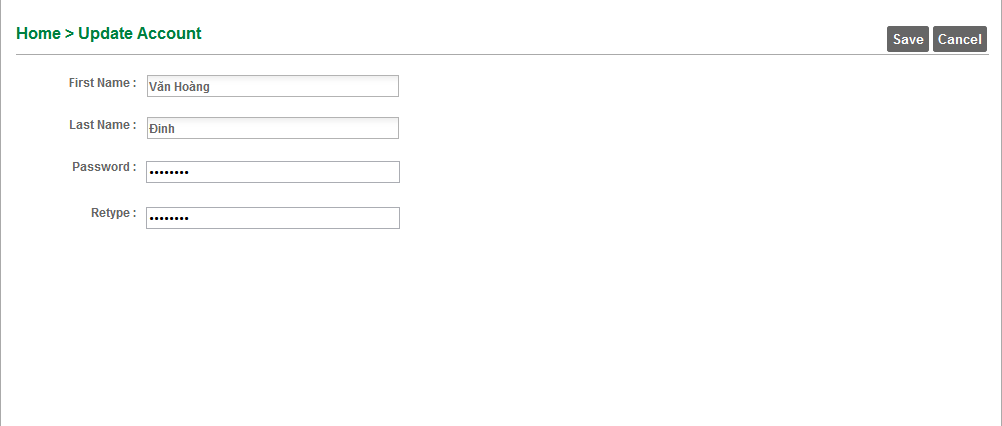 Home > Update Account
Save Cancel
First Name : Văn Hoàng
Last Name : Đinh
Password : ••••••••
Retype : ••••••••